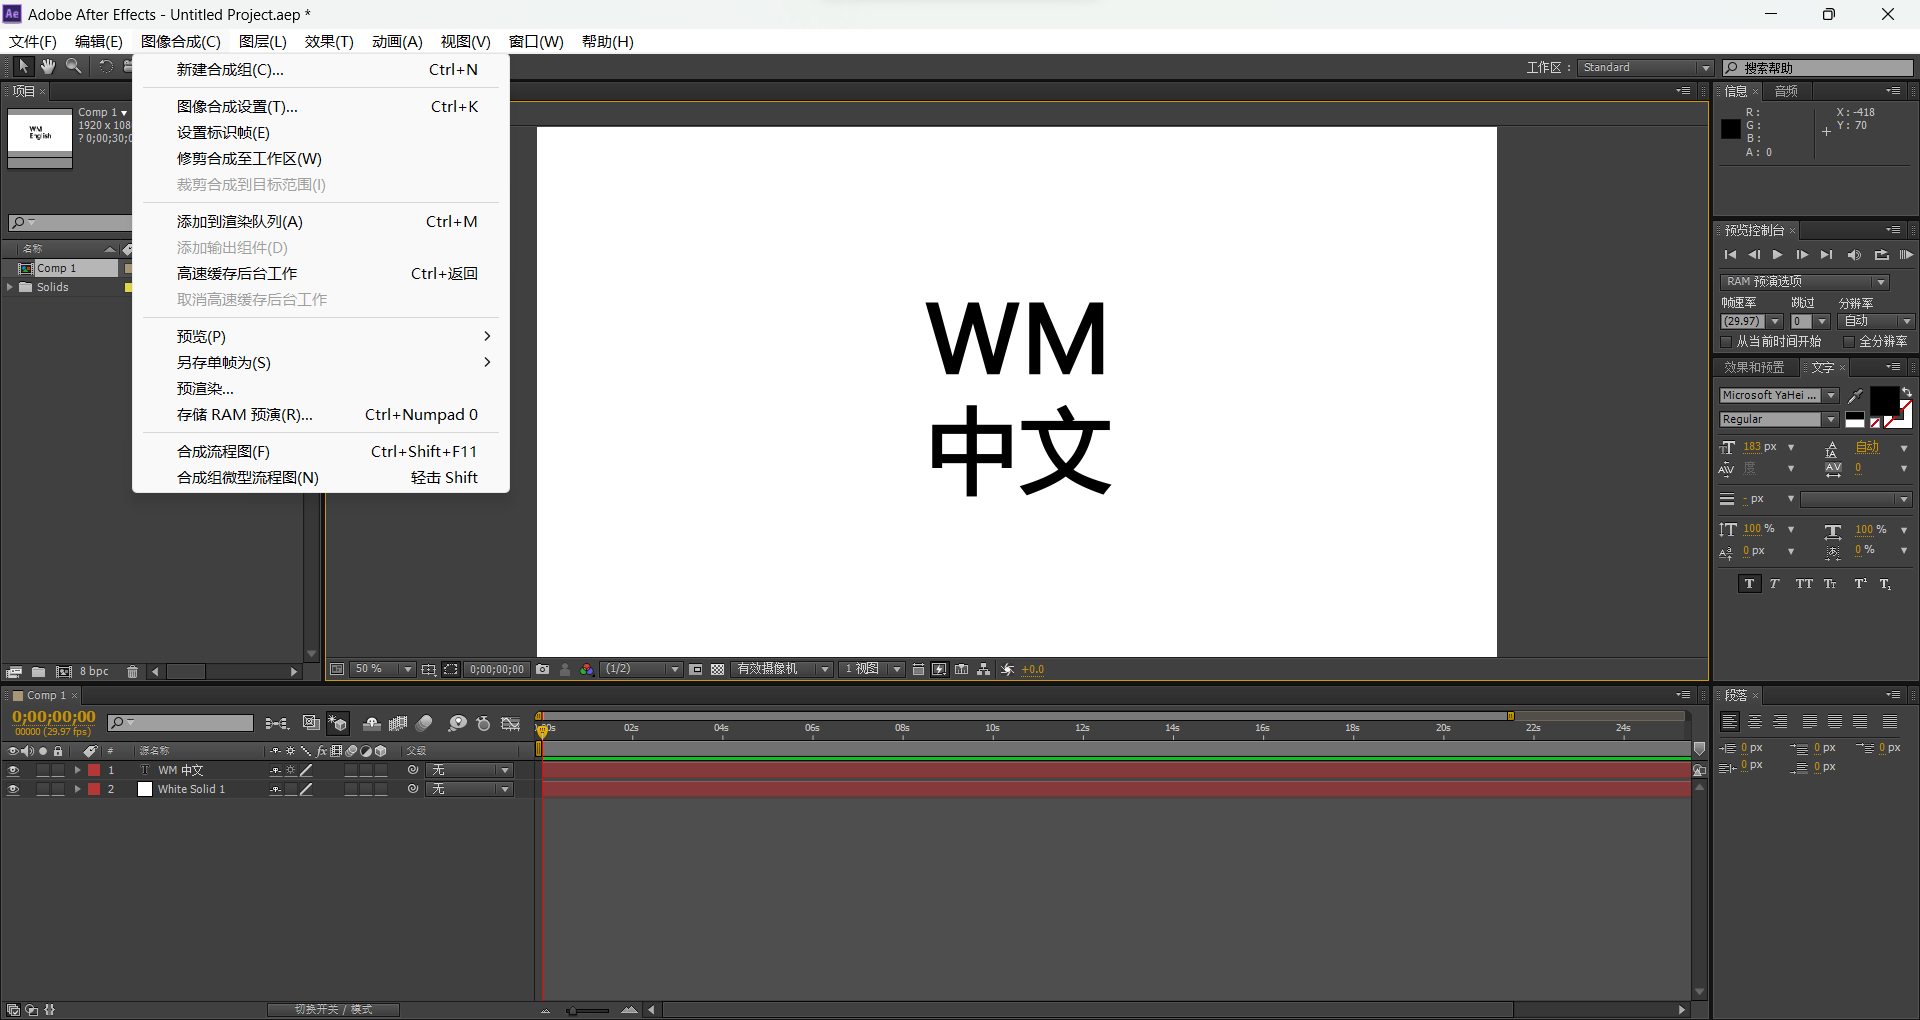 Ae Adobe After Effects - Untitled Project.aep *
文件(F) 编辑(E) 图像合成(C) 图层(L) 效果(T) 动画(A) 视图(V) 窗口(W) 帮助(H)
工作区： Standard 搜索帮助
新建合成组(C)... Ctrl+N
图像合成设置(T)... Ctrl+K
设置标识帧(E)
修剪合成至工作区(W)
裁剪合成到目标范围(I)
添加到渲染队列(A) Ctrl+M
添加输出组件(D)
高速缓存后台工作 Ctrl+返回
取消高速缓存后台工作
预览(P)
另存单帧为(S)
预渲染...
存储 RAM 预演(R)... Ctrl+Numpad 0
合成流程图(F) Ctrl+Shift+F11
合成组微型流程图(N) 轻击 Shift
项目
WM
English
Comp 1
1920 x 108
? 0;00;30;0
名称
Comp 1
Solids
8 bpc
WM
中文
50 % 0;00;00;00 (1/2) 有效摄像机 1 视图 +0.0
信息 音频
R: X: -418
G: Y: 70
B:
A: 0
预览控制台
RAM 预演选项
帧速率 跳过 分辨率
(29.97) 0 自动
从当前时间开始 全分辨率
效果和预置 文字
Microsoft YaHei ...
Regular
183 px 自动
度 0
- px
100 % 100 %
0 px 0 %
T T TT Tт T¹ T₁
Comp 1
0;00;00;00
00000 (29.97 fps)
02s 04s 06s 08s 10s 12s 14s 16s 18s 20s 22s 24s
# 源名称 fx 父级
1 T WM 中文 无
2 White Solid 1 无
切换开关 / 模式
段落
0 px 0 px 0 px
0 px 0 px